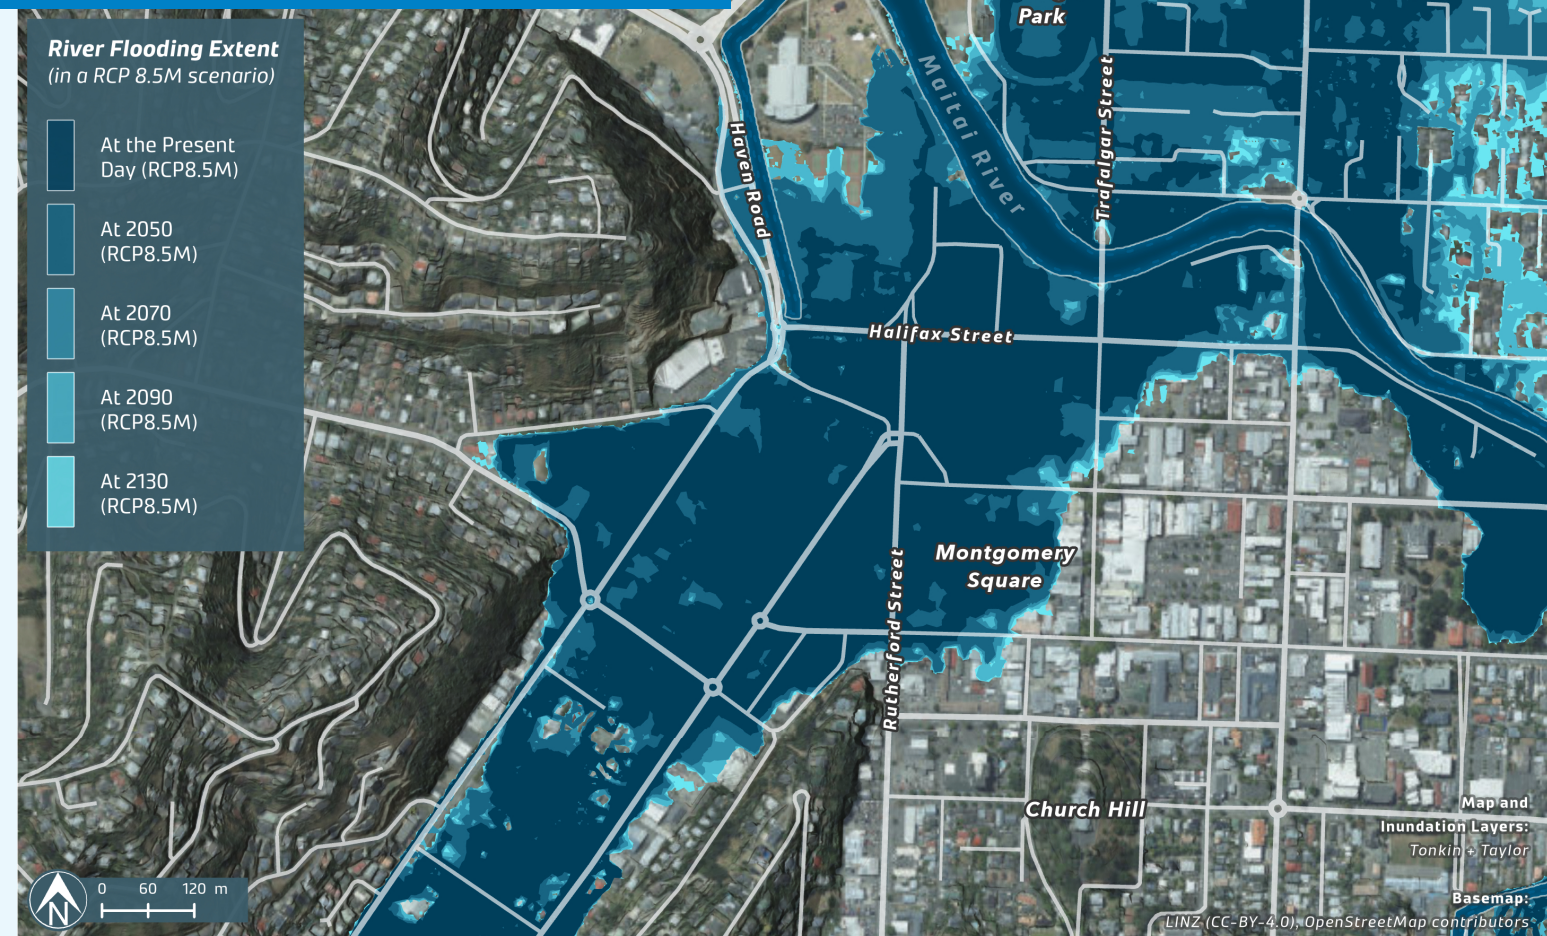 River Flooding Extent
(in a RCP 8.5M scenario)
At the Present
Day (RCP8.5M)
At 2050
(RCP8.5M)
At 2070
(RCP8.5M)
At 2090
(RCP8.5M)
At 2130
(RCP8.5M)
Park
Maitai River
Trafalgar Street
Haven Road
Halifax Street
Montgomery
Square
Rutherford Street
Church Hill
N
0 60 120 m
Map and
Inundation Layers:
Tonkin + Taylor
Basemap:
LINZ (CC-BY-4.0), OpenStreetMap contributors